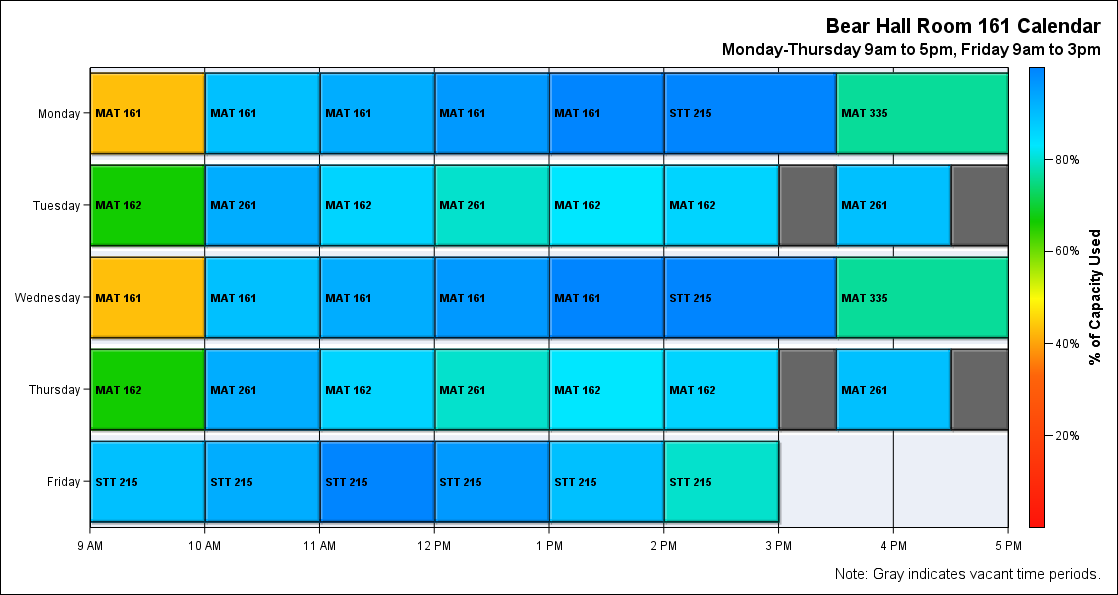 Bear Hall Room 161 Calendar
Monday-Thursday 9am to 5pm, Friday 9am to 3pm
Monday
MAT 161
MAT 161
MAT 161
MAT 161
MAT 161
STT 215
MAT 335
Tuesday
MAT 162
MAT 261
MAT 162
MAT 261
MAT 162
MAT 162
MAT 261
Wednesday
MAT 161
MAT 161
MAT 161
MAT 161
MAT 161
STT 215
MAT 335
Thursday
MAT 162
MAT 261
MAT 162
MAT 261
MAT 162
MAT 162
MAT 261
Friday
STT 215
STT 215
STT 215
STT 215
STT 215
STT 215
9 AM
10 AM
11 AM
12 PM
1 PM
2 PM
3 PM
4 PM
5 PM
80%
60%
40%
20%
% of Capacity Used
Note: Gray indicates vacant time periods.